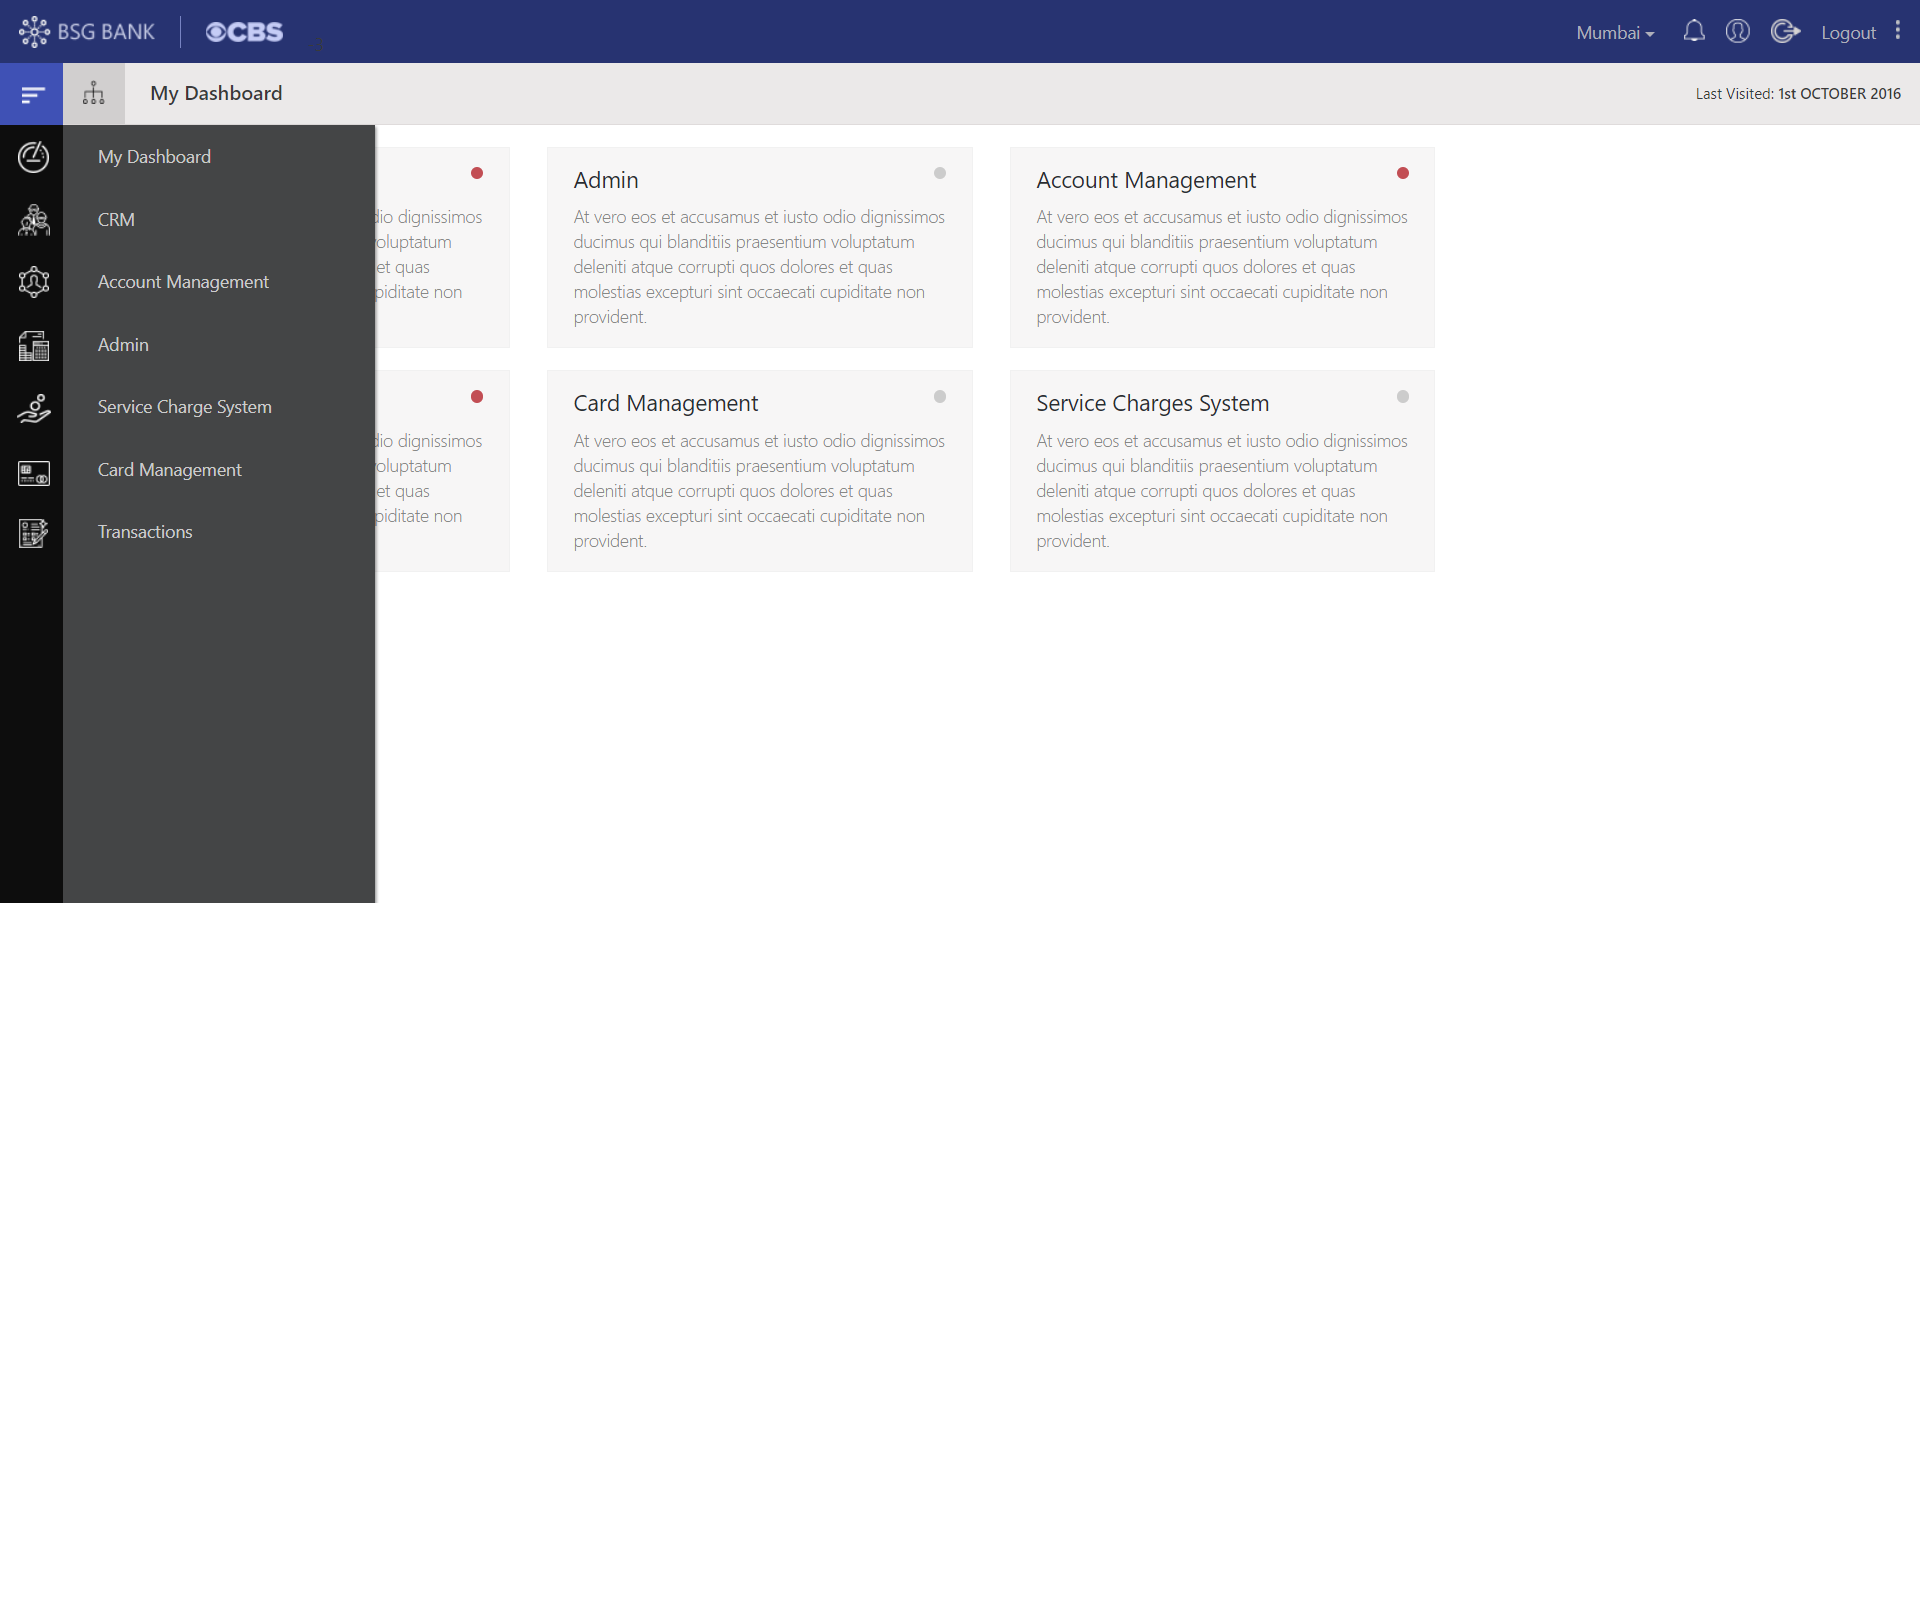 BSG BANK
CBS
Mumbai
Logout
My Dashboard
Last Visited: 1st OCTOBER 2016
My Dashboard
CRM
Account Management
Admin
Service Charge System
Card Management
Transactions
dignissimos
et quas
non
Admin
At vero eos et accusamus et iusto odio dignissimos
ducimus qui blanditiis praesentium voluptatum
deleniti atque corrupti quos dolores et quas
molestias excepturi sint occaecati cupiditate non
provident.
Account Management
At vero eos et accusamus et iusto odio dignissimos
ducimus qui blanditiis praesentium voluptatum
deleniti atque corrupti quos dolores et quas
molestias excepturi sint occaecati cupiditate non
provident.
dignissimos
et quas
non
Card Management
At vero eos et accusamus et iusto odio dignissimos
ducimus qui blanditiis praesentium voluptatum
deleniti atque corrupti quos dolores et quas
molestias excepturi sint occaecati cupiditate non
provident.
Service Charges System
At vero eos et accusamus et iusto odio dignissimos
ducimus qui blanditiis praesentium voluptatum
deleniti atque corrupti quos dolores et quas
molestias excepturi sint occaecati cupiditate non
provident.